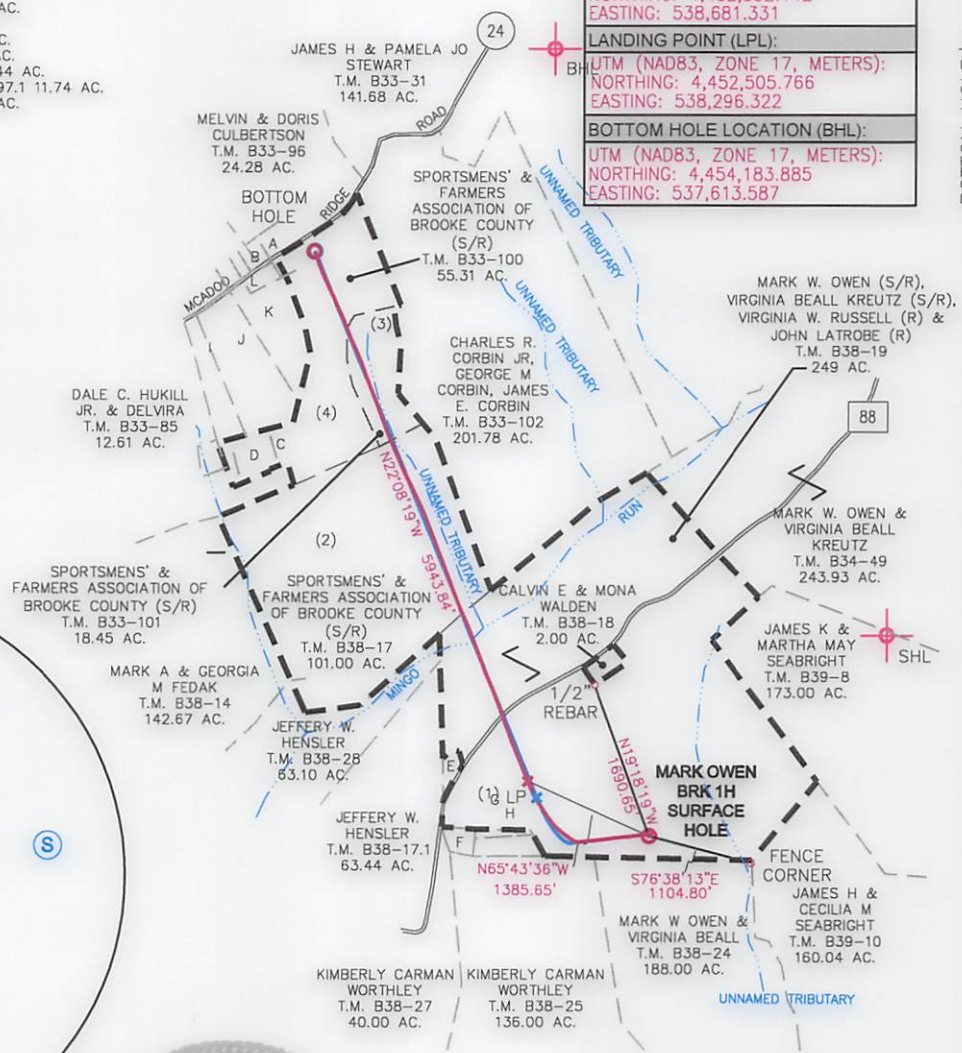 AC.
44 AC.
97.1 11.74 AC.
AC.
24
EASTING: 538,681.331
LANDING POINT (LPL):
UTM (NAD83, ZONE 17, METERS):
NORTHING: 4,452,505.766
EASTING: 538,296.322
BOTTOM HOLE LOCATION (BHL):
UTM (NAD83, ZONE 17, METERS):
NORTHING: 4,454,183.885
EASTING: 537,613.587
BHL
JAMES H & PAMELA JO
STEWART
T.M. B33-31
141.68 AC.
MELVIN & DORIS
CULBERTSON
T.M. B33-96
24.28 AC.
BOTTOM
HOLE
MCADOO
RIDGE
ROAD
SPORTSMENS' &
FARMERS
ASSOCIATION OF
BROOKE COUNTY
(S/R)
T.M. B33-100
55.31 AC.
UNNAMED TRIBUTARY
UNNAMED TRIBUTARY
MARK W. OWEN (S/R),
VIRGINIA BEALL KREUTZ (S/R),
VIRGINIA W. RUSSELL (R) &
JOHN LATROBE (R)
T.M. B38-19
249 AC.
88
A
B
L
K
J
I
(3)
(4)
C
D
(2)
CHARLES R.
CORBIN JR,
GEORGE M
CORBIN, JAMES
E. CORBIN
T.M. B33-102
201.78 AC.
DALE C. HUKILL
JR. & DELVIRA
T.M. B33-85
12.61 AC.
N22°08'19"W 5943.84'
UNNAMED TRIBUTARY
RUN
MARK W. OWEN &
VIRGINIA BEALL
KREUTZ
T.M. B34-49
243.93 AC.
SPORTSMENS' &
FARMERS ASSOCIATION OF
BROOKE COUNTY (S/R)
T.M. B33-101
18.45 AC.
SPORTSMENS' &
FARMERS ASSOCIATION
OF BROOKE COUNTY
(S/R)
T.M. B38-17
101.00 AC.
CALVIN E & MONA
WALDEN
T.M. B38-18
2.00 AC.
JAMES K &
MARTHA MAY
SEABRIGHT
T.M. B39-8
173.00 AC.
SHL
MARK A & GEORGIA
M FEDAK
T.M. B38-14
142.67 AC.
MINGO
1/2"
REBAR
JEFFERY W.
HENSLER
T.M. B38-28
63.10 AC.
N19°18'19"W
1690.65'
MARK OWEN
BRK 1H
SURFACE
HOLE
E
(1)
G
LP
H
F
S
JEFFERY W.
HENSLER
T.M. B38-17.1
63.44 AC.
N65°43'36"W
1385.65'
S76°38'13"E
1104.80'
FENCE
CORNER
JAMES H &
CECILIA M
SEABRIGHT
T.M. B39-10
160.04 AC.
MARK W OWEN &
VIRGINIA BEALL
T.M. B38-24
188.00 AC.
KIMBERLY CARMAN
WORTHLEY
T.M. B38-27
40.00 AC.
KIMBERLY CARMAN
WORTHLEY
T.M. B38-25
136.00 AC.
UNNAMED TRIBUTARY